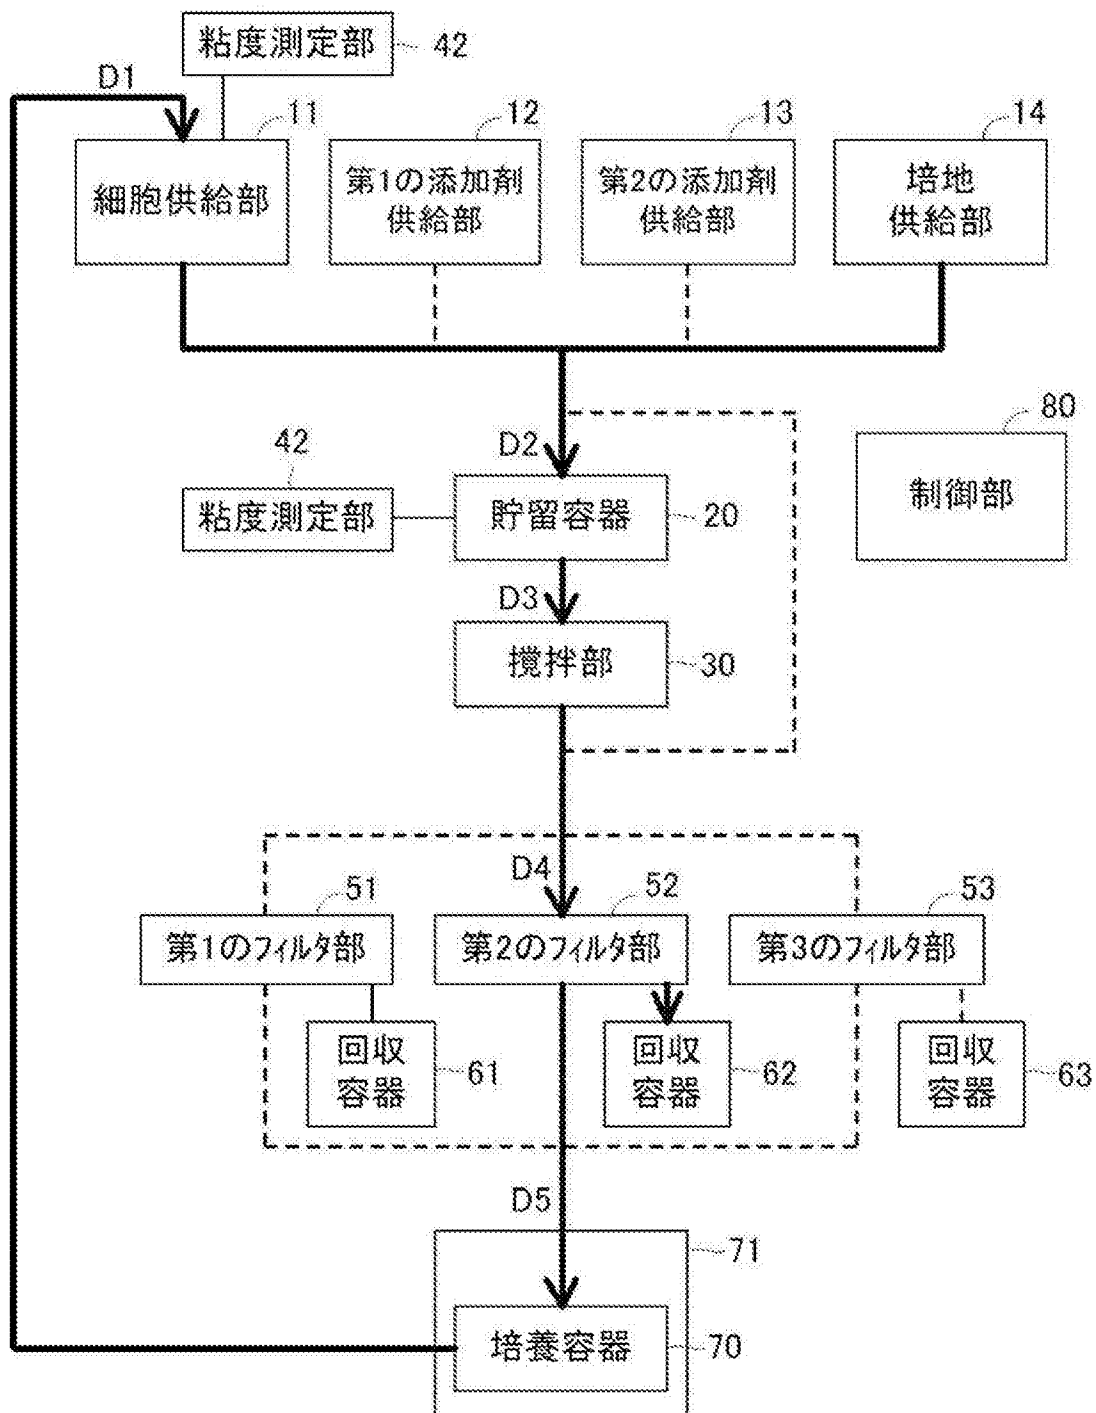 粘度測定部
42
D1
11
12
13
14
細胞供給部
第1の添加剤
供給部
第2の添加剤
供給部
培地
供給部
80
D2
42
粘度測定部
貯留容器
20
制御部
D3
攪拌部
30
D4
51
52
53
第1のフィルタ部
第2のフィルタ部
第3のフィルタ部
回収
容器
61
回収
容器
62
回収
容器
63
D5
71
培養容器
70